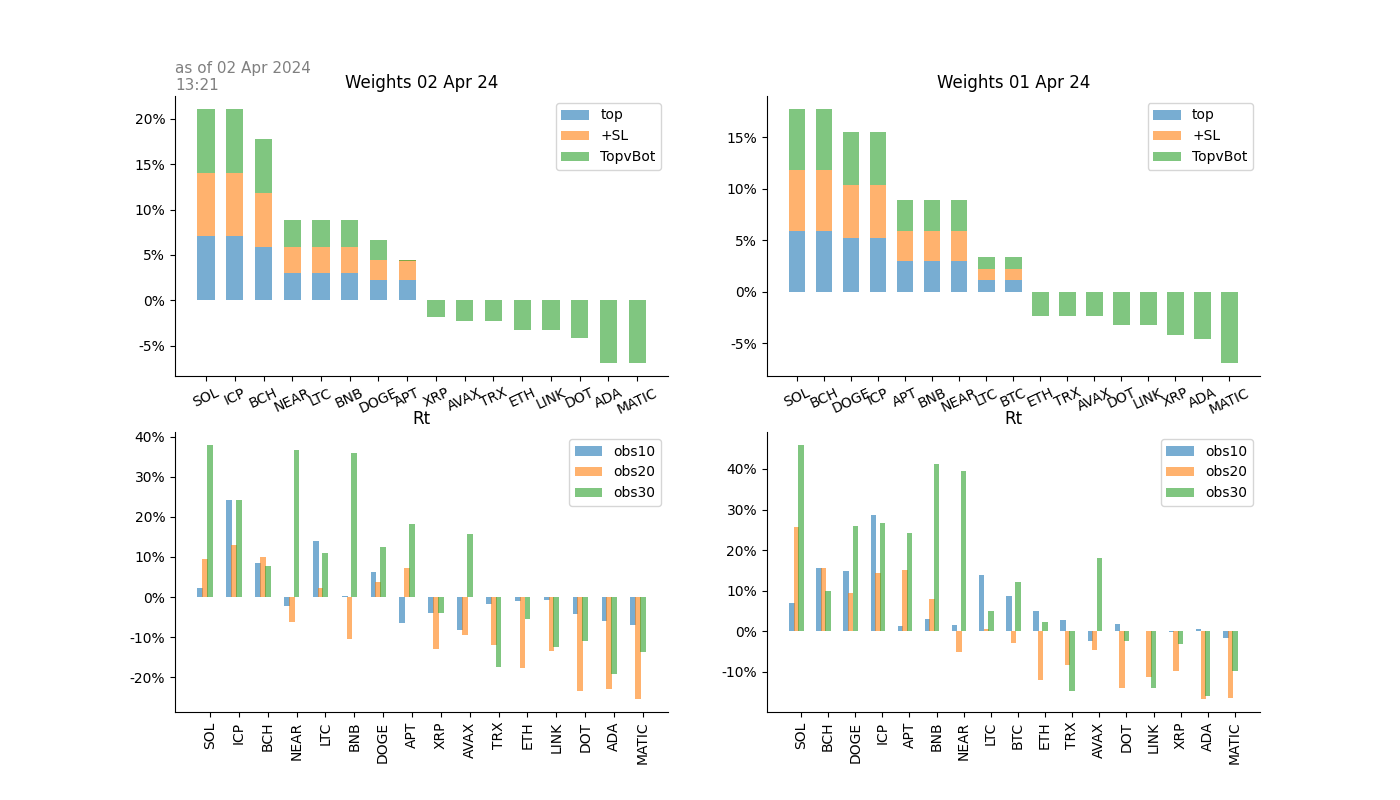 as of 02 Apr 2024
13:21
Weights 02 Apr 24
20%
15%
10%
5%
0%
-5%
top
+SL
TopvBot
SOL ICP BCH NEAR LTC BNB DOGE APT XRP AVAX TRX ETH LINK DOT ADA MATIC
Weights 01 Apr 24
15%
10%
5%
0%
-5%
top
+SL
TopvBot
SOL BCH DOGE ICP APT BNB NEAR LTC BTC ETH TRX AVAX DOT LINK XRP ADA MATIC
Rt
40%
30%
20%
10%
0%
-10%
-20%
obs10
obs20
obs30
SOL ICP BCH NEAR LTC BNB DOGE APT XRP AVAX TRX ETH LINK DOT ADA MATIC
Rt
40%
30%
20%
10%
0%
-10%
obs10
obs20
obs30
SOL BCH DOGE ICP APT BNB NEAR LTC BTC ETH TRX AVAX DOT LINK XRP ADA MATIC